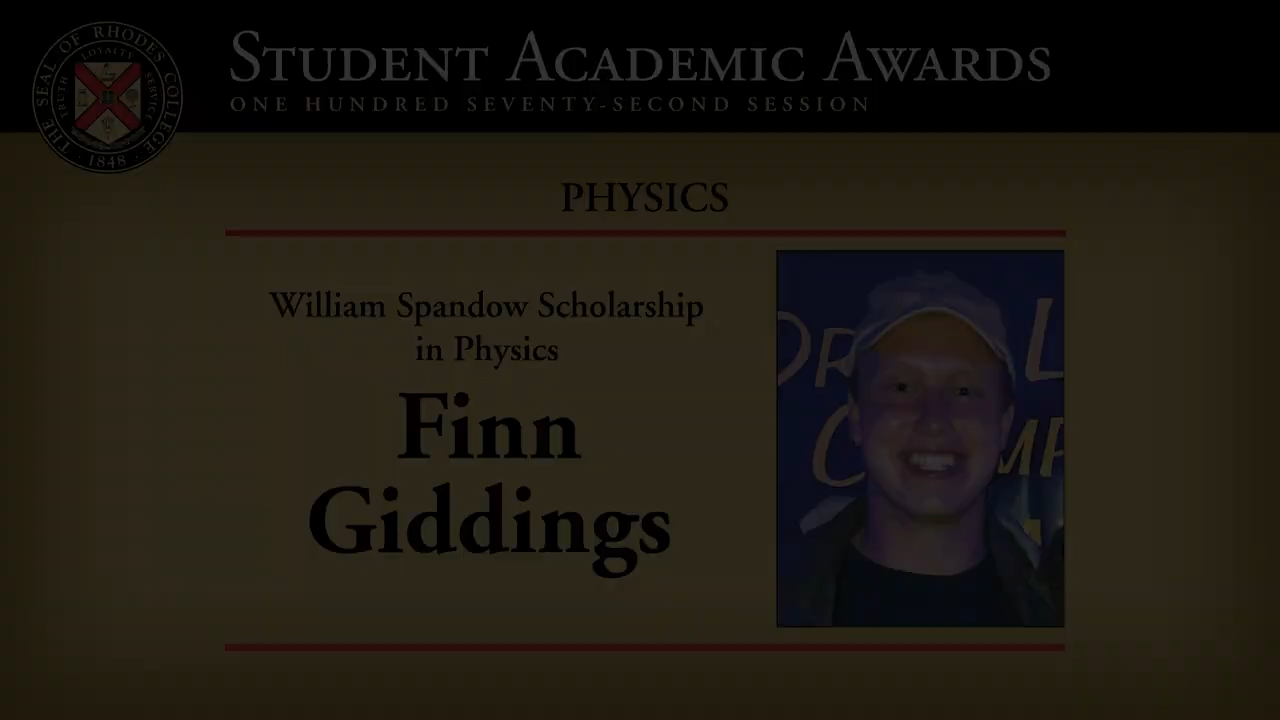 THE SEAL OF RHODES COLLEGE
TRUTH LOYALTY SERVICE
· 1848 ·
STUDENT ACADEMIC AWARDS
ONE HUNDRED SEVENTY-SECOND SESSION
PHYSICS
William Spandow Scholarship
in Physics
Finn
Giddings